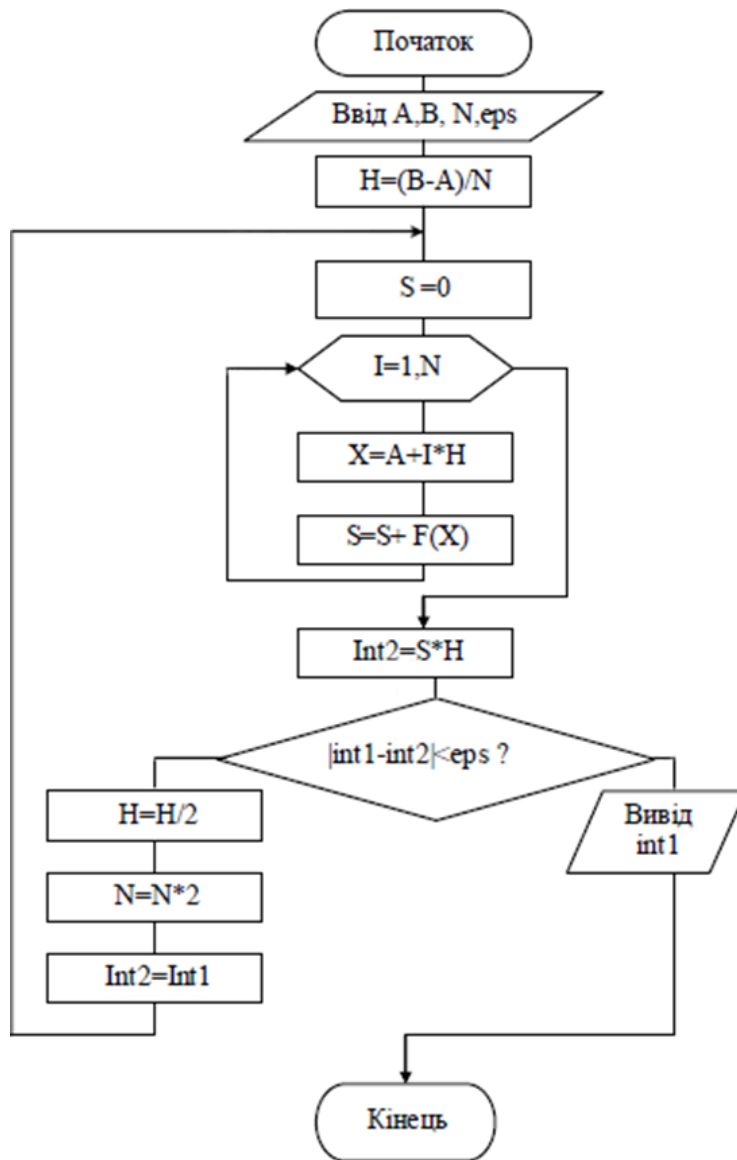 Початок
Ввід A,B, N,eps
H=(B-A)/N
S =0
I=1,N
X=A+I*H
S=S+ F(X)
Int2=S*H
|int1-int2|<eps ?
H=H/2
N=N*2
Int2=Int1
Вивід
int1
Кінець